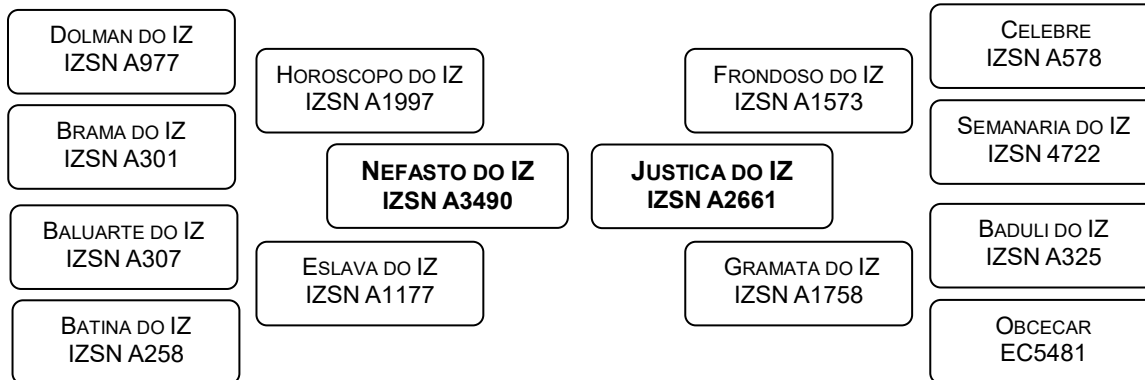 DOLMAN DO IZ
IZSN A977
BRAMA DO IZ
IZSN A301
BALUARTE DO IZ
IZSN A307
BATINA DO IZ
IZSN A258
HOROSCOPO DO IZ
IZSN A1997
ESLAVA DO IZ
IZSN A1177
NEFASTO DO IZ
IZSN A3490
JUSTICA DO IZ
IZSN A2661
FRONDOSO DO IZ
IZSN A1573
GRAMATA DO IZ
IZSN A1758
CELEBRE
IZSN A578
SEMANARIA DO IZ
IZSN 4722
BADULI DO IZ
IZSN A325
OBCECAR
EC5481